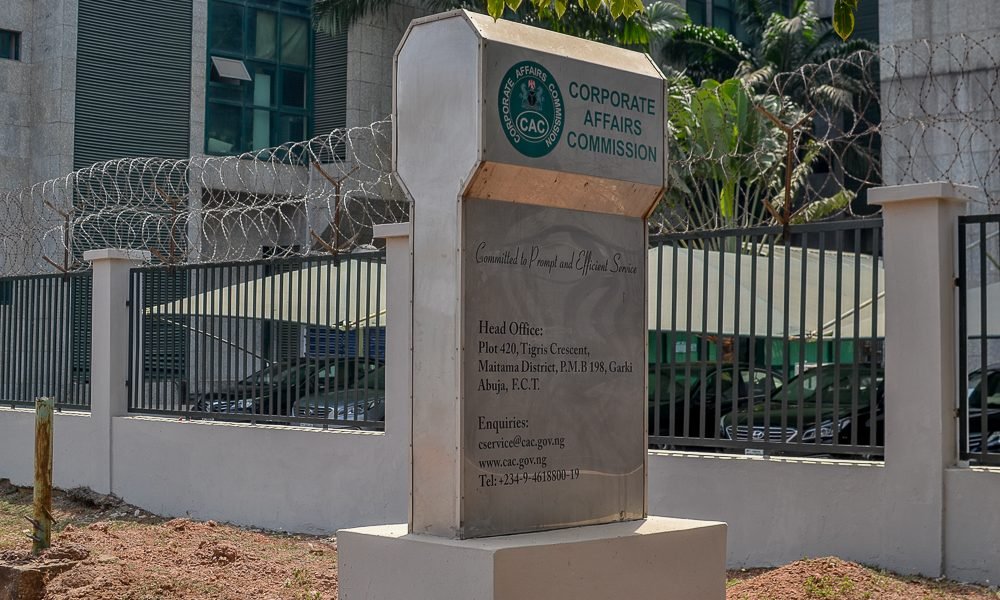 CORPORATE AFFAIRS COMMISSION
CAC
CORPORATE
AFFAIRS
COMMISSION
Committed to Prompt and Efficient Service
Head Office:
Plot 420, Tigris Crescent,
Maitama District, P.M.B 198, Garki
Abuja, F.C.T.
Enquiries:
cservice@cac.gov.ng
www.cac.gov.ng
Tel: +234-9-4618800-19